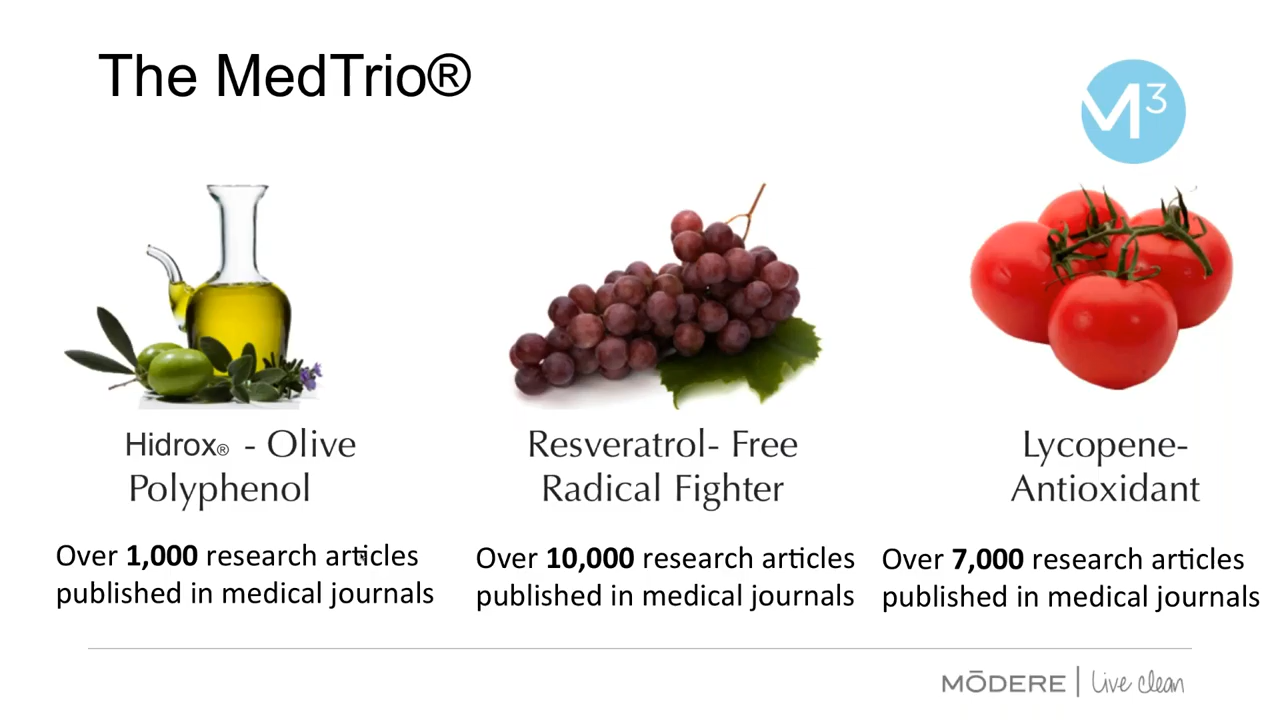 The MedTrio®
M³
Hidrox® - Olive
Polyphenol
Resveratrol- Free
Radical Fighter
Lycopene-
Antioxidant
Over 1,000 research articles
published in medical journals
Over 10,000 research articles
published in medical journals
Over 7,000 research articles
published in medical journals
MŌDERE | Live clean